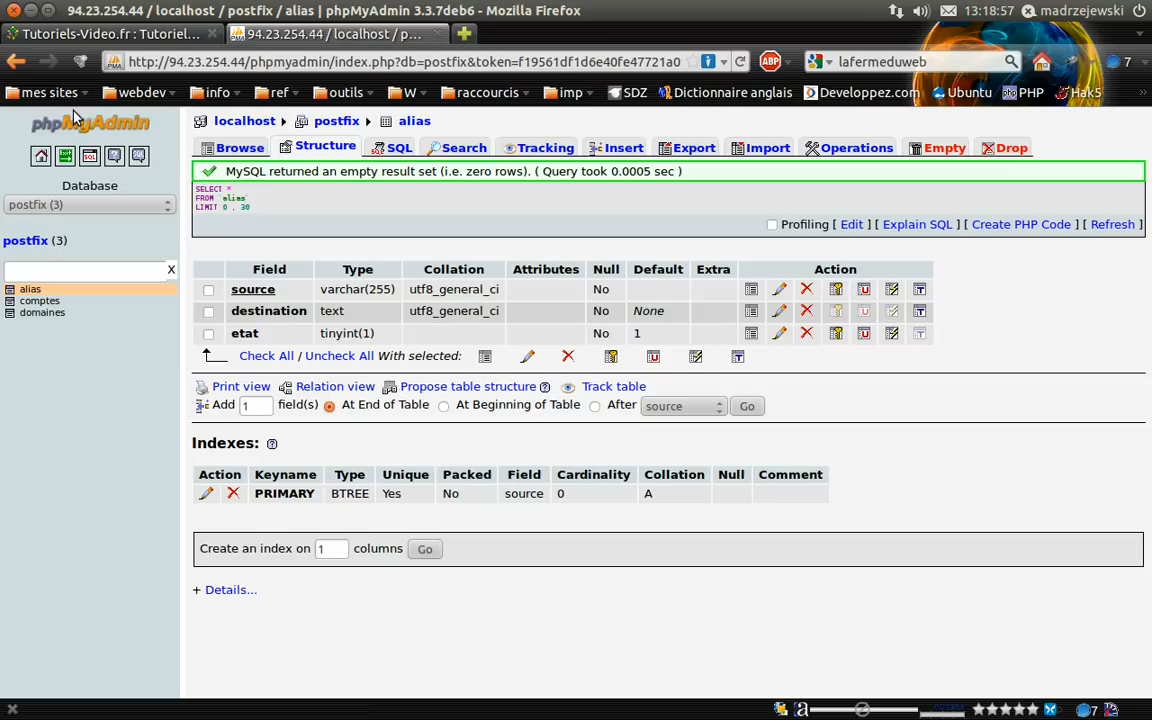 94.23.254.44 / localhost / postfix / alias | phpMyAdmin 3.3.7deb6 - Mozilla Firefox
13:18:57 madrzejewski
Tutoriels-Video.fr : Tutoriel...
94.23.254.44 / localhost / p...
http://94.23.254.44/phpmyadmin/index.php?db=postfix&token=f19561df1d6e40fe47721a0
ABP
lafermeduweb
7
mes sites webdev info ref outils W raccourcis imp SDZ Dictionnaire anglais Developpez.com Ubuntu PHP Hak5
phpMyAdmin
Database
postfix (3)
postfix (3)
X
alias
comptes
domaines
localhost postfix alias
Browse Structure SQL Search Tracking Insert Export Import Operations Empty Drop
MySQL returned an empty result set (i.e. zero rows). ( Query took 0.0005 sec )
SELECT *
FROM `alias`
LIMIT 0 , 30
Profiling [ Edit ] [ Explain SQL ] [ Create PHP Code ] [ Refresh ]
Field Type Collation Attributes Null Default Extra Action
source varchar(255) utf8_general_ci No
destination text utf8_general_ci No None
etat tinyint(1) No 1
Check All / Uncheck All With selected:
Print view Relation view Propose table structure Track table
Add 1 field(s) At End of Table At Beginning of Table After source Go
Indexes:
Action Keyname Type Unique Packed Field Cardinality Collation Null Comment
PRIMARY BTREE Yes No source 0 A
Create an index on 1 columns Go
+ Details...
a 7